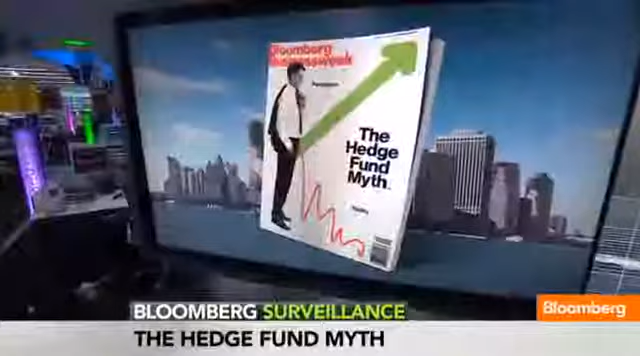 Bloomberg
Businessweek
The
Hedge
Fund
Myth.
BLOOMBERG SURVEILLANCE
Bloomberg
THE HEDGE FUND MYTH